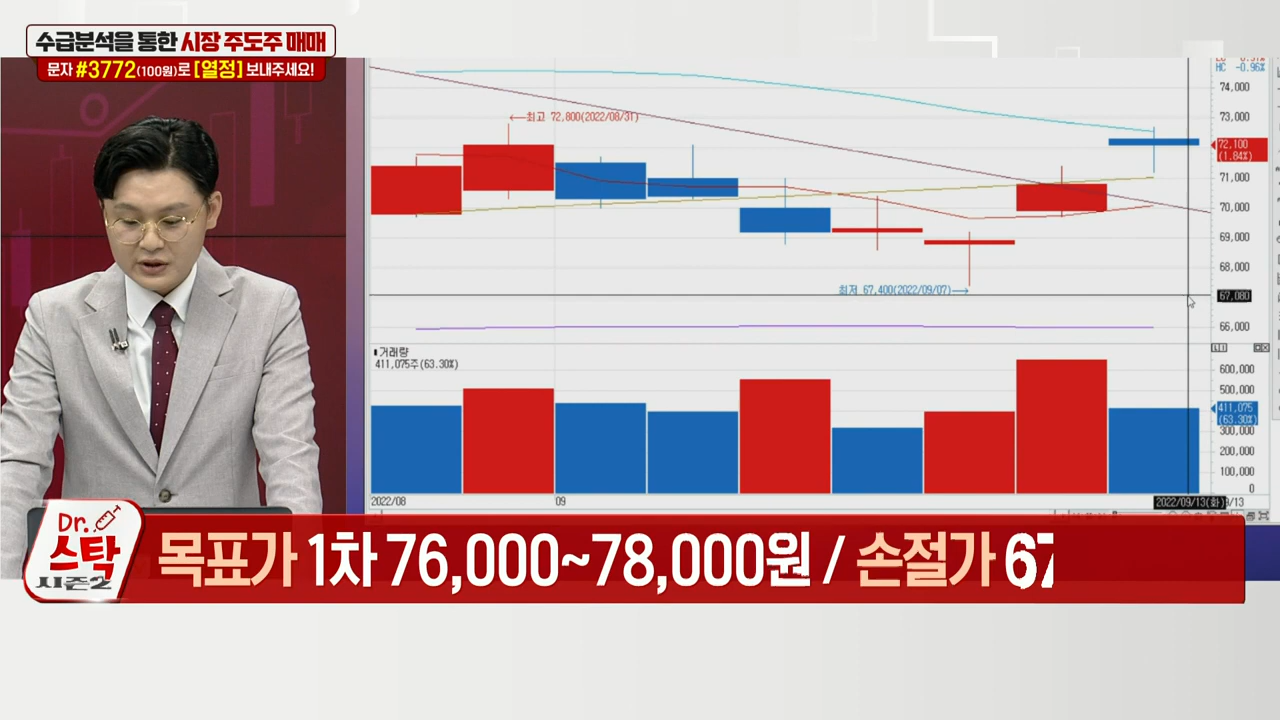 수급분석을 통한 시장 주도주 매매
문자 #3772(100원)로 [열정] 보내주세요!
HC -0.96%
74,000
73,000
72,100
(1.84%)
71,000
70,000
69,000
68,000
67,080
66,000
←최고 72,800(2022/08/31)
최저 67,400(2022/09/07)→
거래량
411,075주(63.30%)
600,000
500,000
411,075
(63.30%)
300,000
200,000
100,000
0
2022/08
09
2022/09/13(화)
/13
Dr.
스탁
시즌2
목표가 1차 76,000~78,000원 / 손절가 67